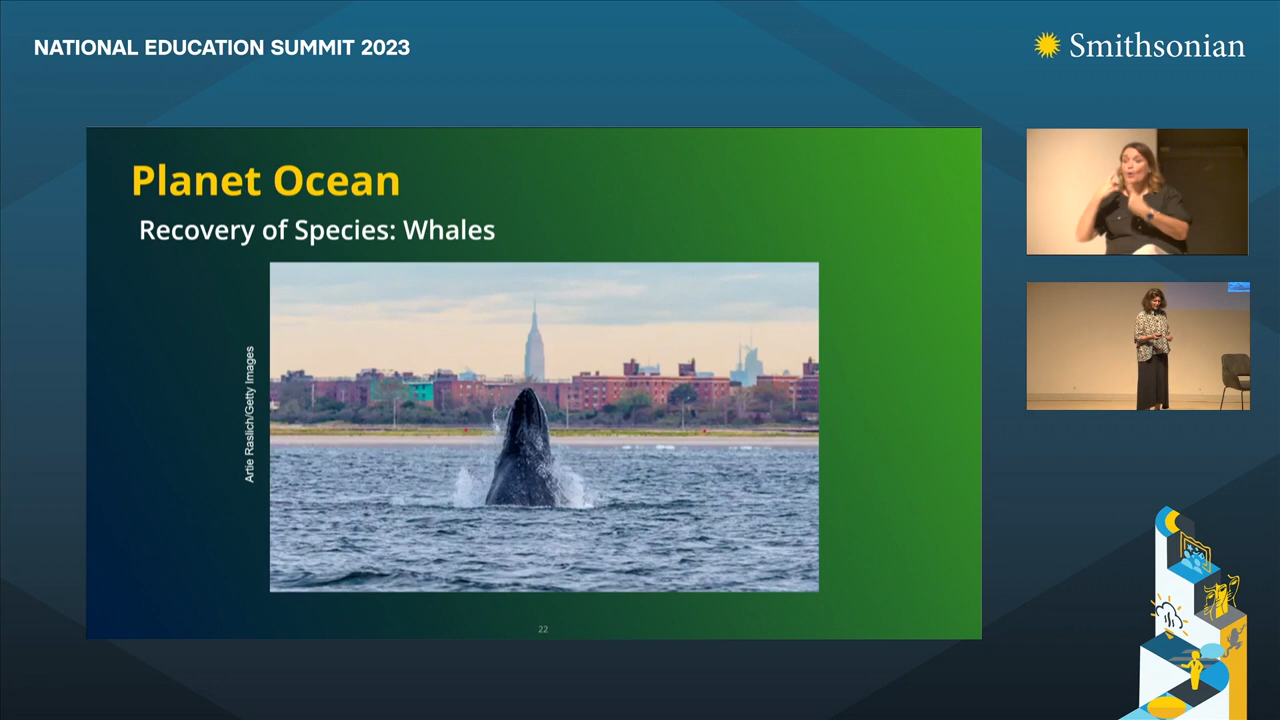 NATIONAL EDUCATION SUMMIT 2023
Smithsonian
Planet Ocean
Recovery of Species: Whales
Artie Raslich/Getty Images
22